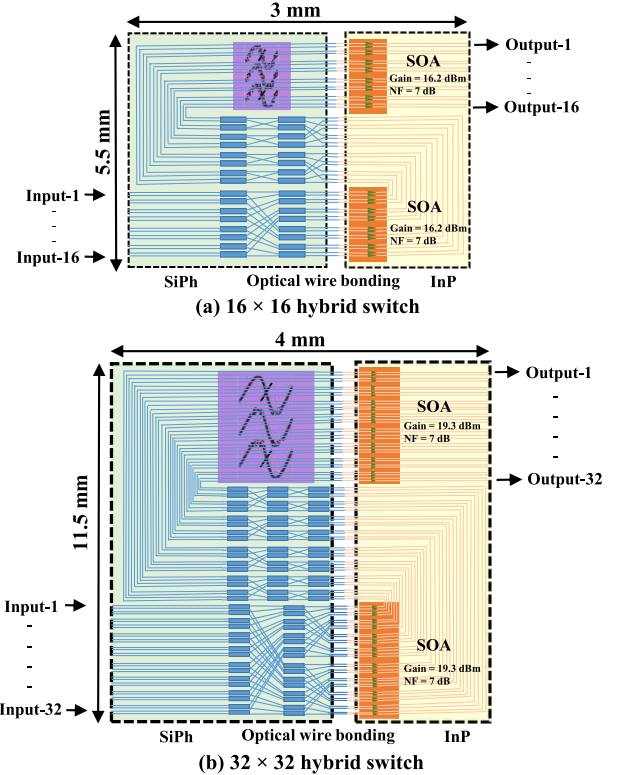 3 mm
5.5 mm
SOA
Gain = 16.2 dBm
NF = 7 dB
Output-1
-
-
-
Output-16
Input-1
-
-
-
-
Input-16
SOA
Gain = 16.2 dBm
NF = 7 dB
SiPh Optical wire bonding InP
(a) 16 × 16 hybrid switch
4 mm
11.5 mm
SOA
Gain = 19.3 dBm
NF = 7 dB
Output-1
-
-
-
-
Output-32
Input-1
-
-
-
-
Input-32
SOA
Gain = 19.3 dBm
NF = 7 dB
SiPh Optical wire bonding InP
(b) 32 × 32 hybrid switch